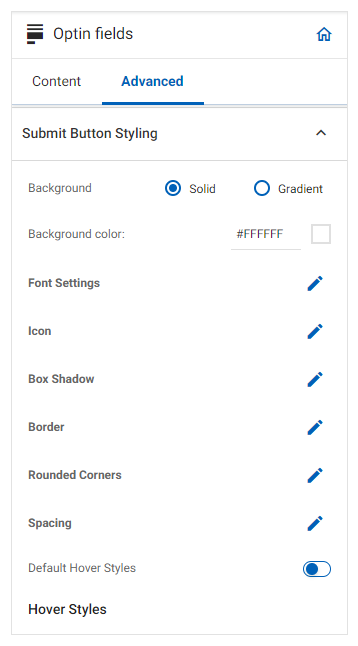 Optin fields
Content Advanced
Submit Button Styling
Background Solid Gradient
Background color: #FFFFFF
Font Settings
Icon
Box Shadow
Border
Rounded Corners
Spacing
Default Hover Styles
Hover Styles